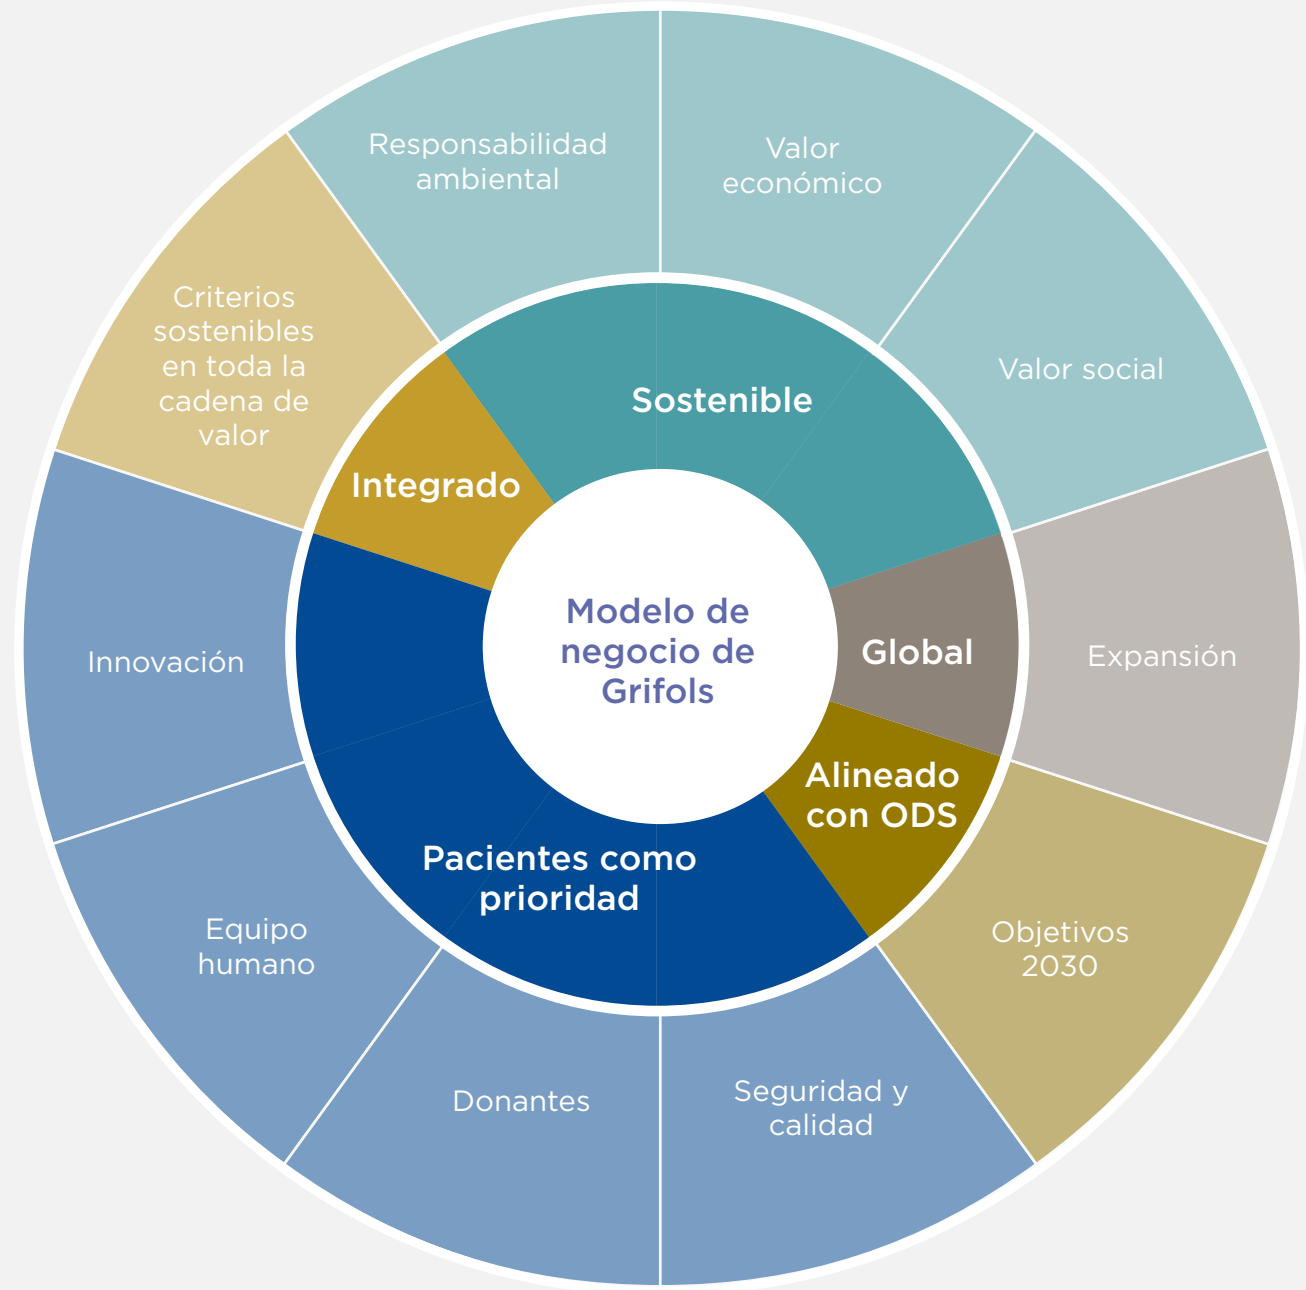 Responsabilidad
ambiental
Valor
económico
Criterios
sostenibles
en toda la
cadena de
valor
Valor social
Sostenible
Integrado
Modelo de
negocio de
Grifols
Global
Expansión
Innovación
Alineado
con ODS
Pacientes como
prioridad
Equipo
humano
Objetivos
2030
Donantes
Seguridad y
calidad